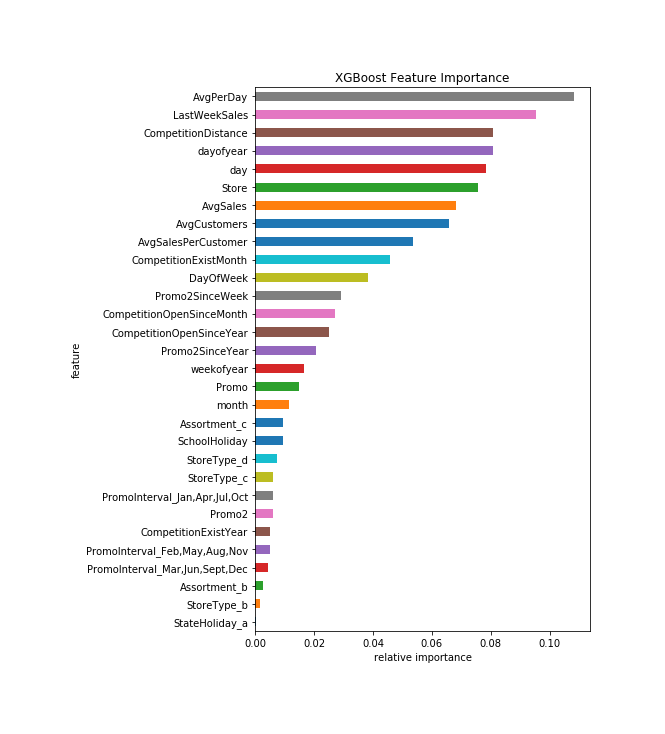 XGBoost Feature Importance
AvgPerDay
LastWeekSales
CompetitionDistance
dayofyear
day
Store
AvgSales
AvgCustomers
AvgSalesPerCustomer
CompetitionExistMonth
DayOfWeek
Promo2SinceWeek
CompetitionOpenSinceMonth
CompetitionOpenSinceYear
Promo2SinceYear
weekofyear
Promo
month
Assortment_c
SchoolHoliday
StoreType_d
StoreType_c
PromoInterval_Jan,Apr,Jul,Oct
Promo2
CompetitionExistYear
PromoInterval_Feb,May,Aug,Nov
PromoInterval_Mar,Jun,Sept,Dec
Assortment_b
StoreType_b
StateHoliday_a
feature
0.00 0.02 0.04 0.06 0.08 0.10
relative importance